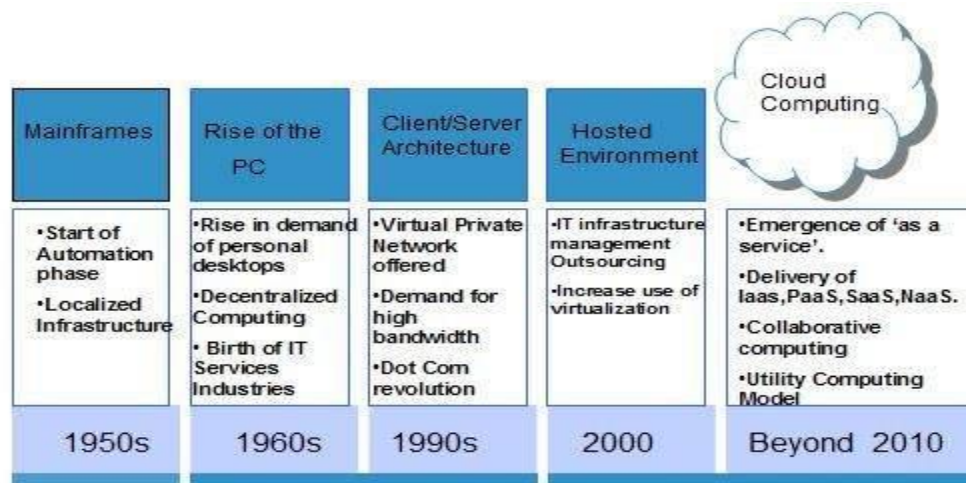 Mainframes
•Start of
Automation
phase
•Localized
Infrastructure
1950s
Rise of the
PC
•Rise in demand
of personal
desktops
•Decentralized
Computing
• Birth of IT
Services
Industries
1960s
Client/Server
Architecture
•Virtual Private
Network
offered
•Demand for
high
bandwidth
•Dot Com
revolution
1990s
Hosted
Environment
•IT infrastructure
management
Outsourcing
•Increase use of
virtualization
2000
Cloud
Computing
•Emergence of ‘as a
service’.
•Delivery of
Iaas,PaaS,SaaS,NaaS.
•Collaborative
computing
•Utility Computing
Model
Beyond 2010